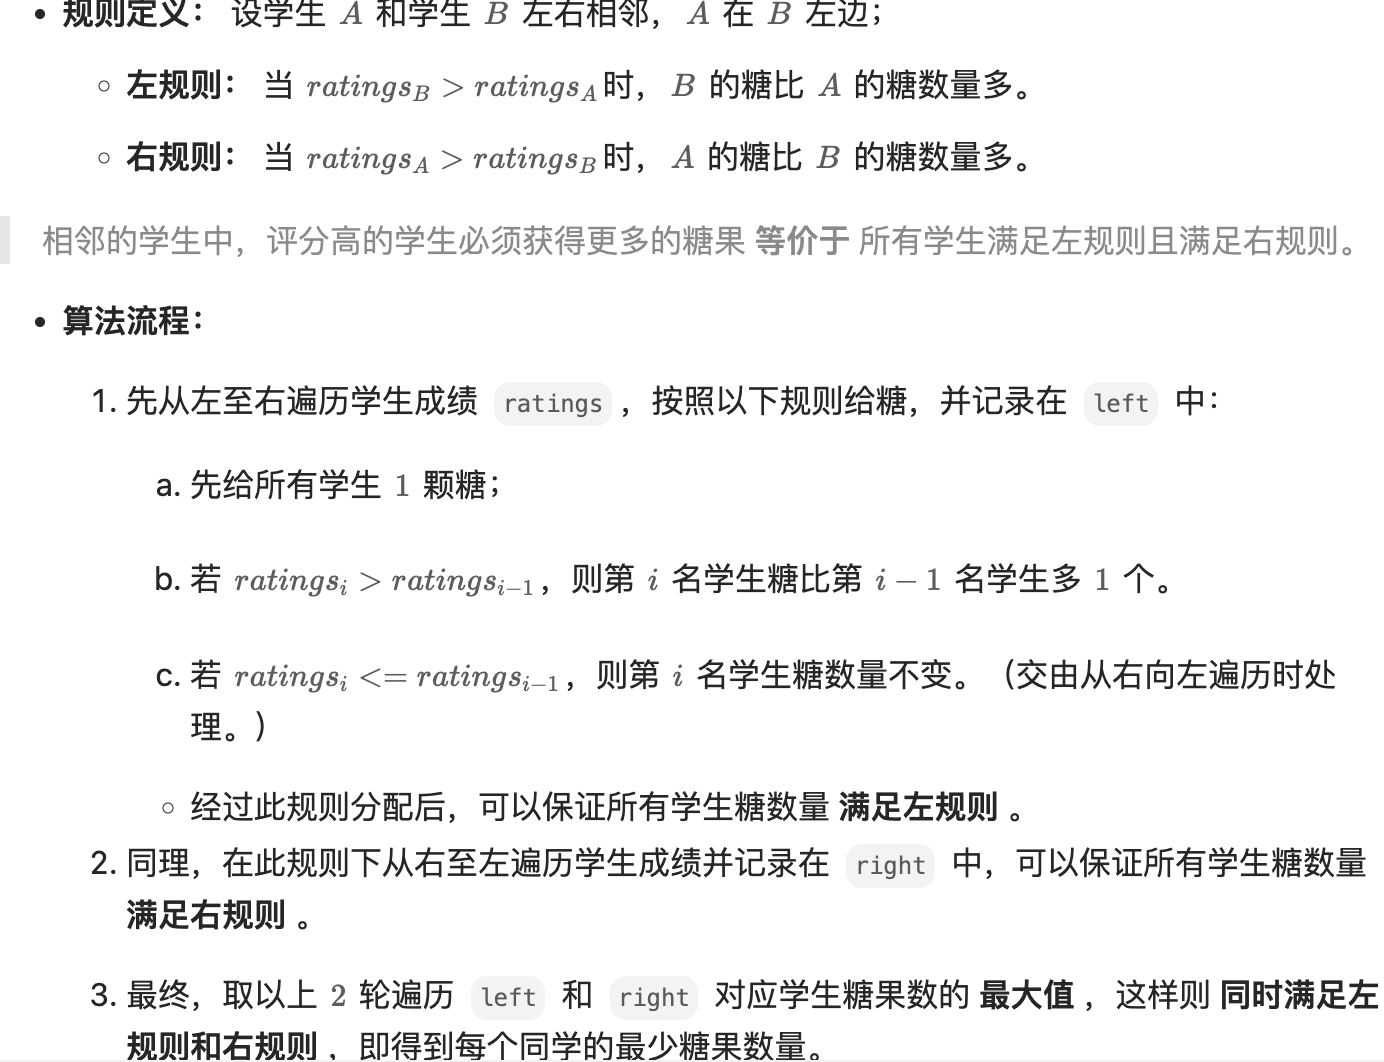 规则定义： 设学生 A 和学生 B 左右相邻， A 在 B 左边；
左规则： 当 ratings_B > ratings_A 时， B 的糖比 A 的糖数量多。
右规则： 当 ratings_A > ratings_B 时， A 的糖比 B 的糖数量多。
相邻的学生中，评分高的学生必须获得更多的糖果 等价于 所有学生满足左规则且满足右规则。
算法流程：
1. 先从左至右遍历学生成绩 ratings ，按照以下规则给糖，并记录在 left 中：
a. 先给所有学生 1 颗糖；
b. 若 ratings_i > ratings_{i-1}，则第 i 名学生糖比第 i − 1 名学生多 1 个。
c. 若 ratings_i <= ratings_{i-1}，则第 i 名学生糖数量不变。（交由从右向左遍历时处
理。）
经过此规则分配后，可以保证所有学生糖数量 满足左规则 。
2. 同理，在此规则下从右至左遍历学生成绩并记录在 right 中，可以保证所有学生糖数量
满足右规则 。
3. 最终，取以上 2 轮遍历 left 和 right 对应学生糖果数的 最大值 ，这样则 同时满足左
规则和右规则 ，即得到每个同学的最少糖果数量。